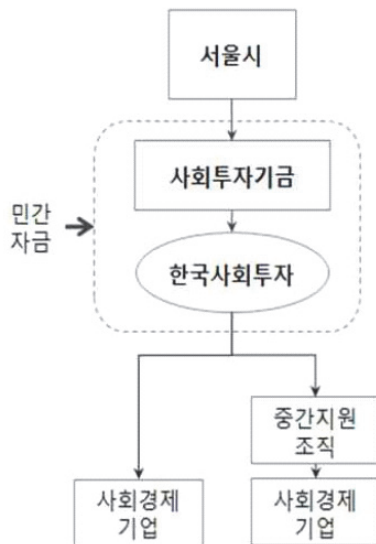 서울시
사회투자기금
민간
자금
한국사회투자
중간지원
조직
사회경제
기업
사회경제
기업